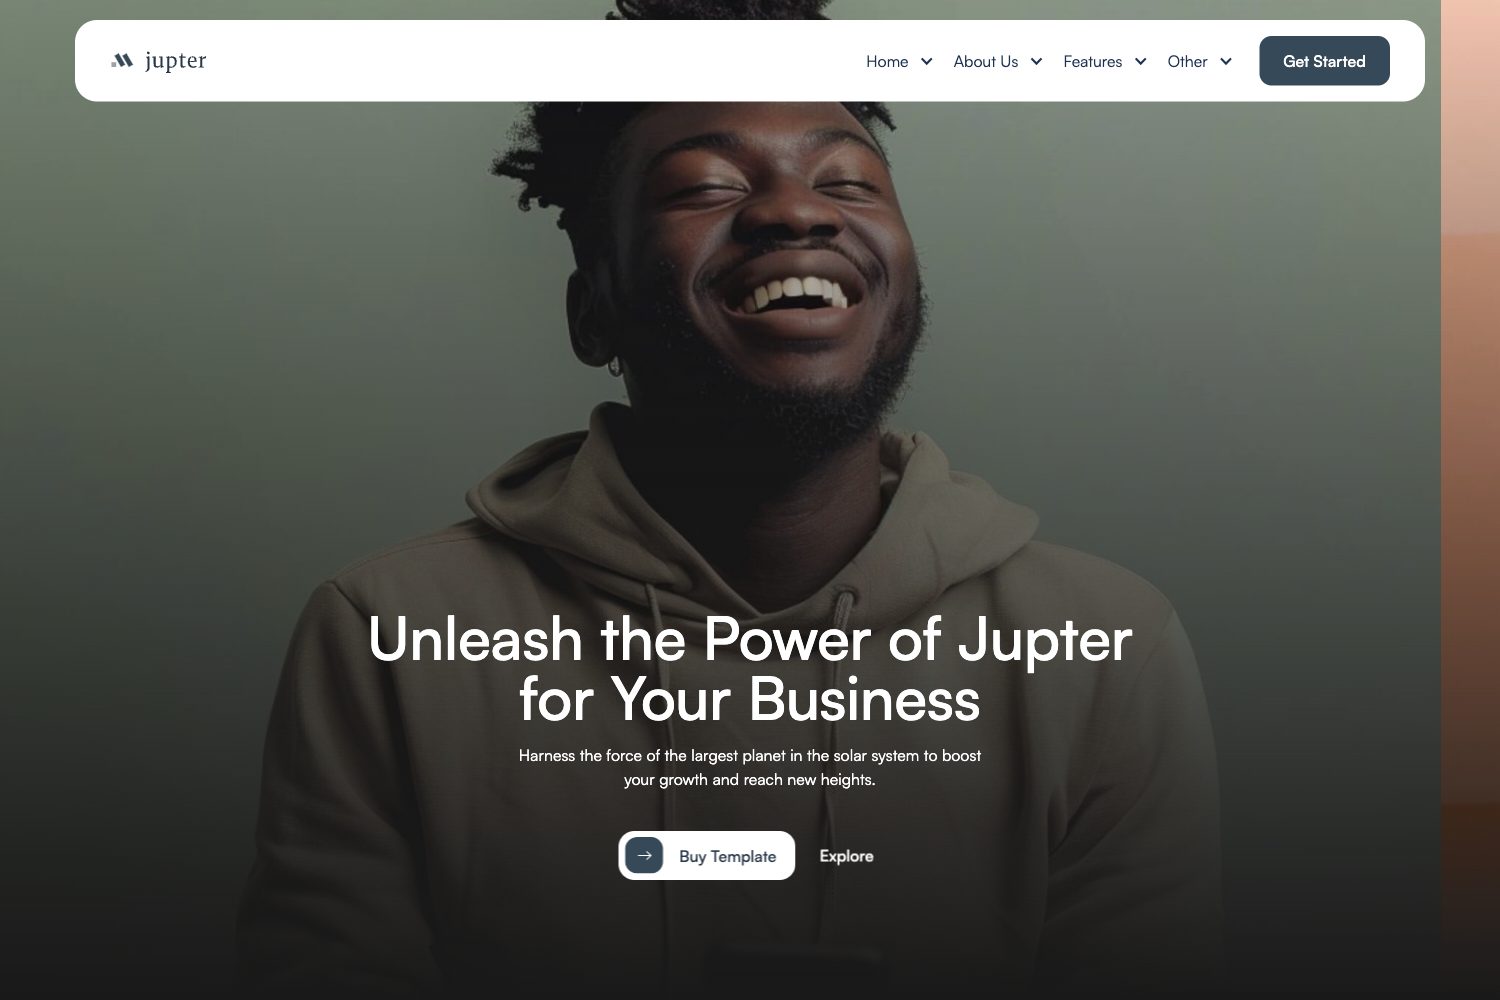 jupter
Home
About Us
Features
Other
Get Started
Unleash the Power of Jupter
for Your Business
Harness the force of the largest planet in the solar system to boost
your growth and reach new heights.
Buy Template
Explore